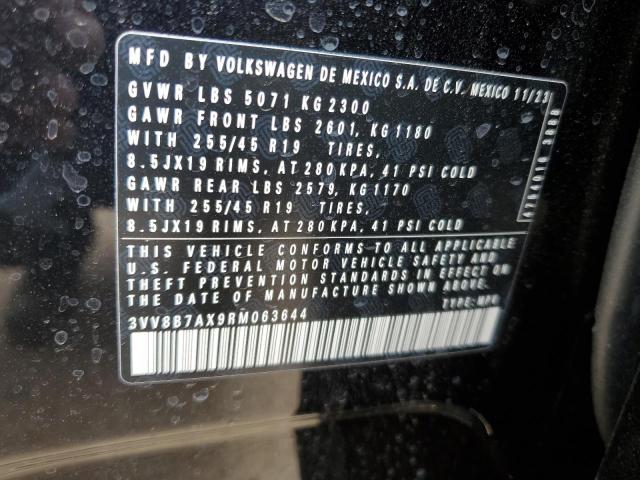 MFD BY VOLKSWAGEN DE MEXICO S.A. DE C.V. MEXICO 11/23
GVWR LBS 5071 KG 2300
GAWR FRONT LBS 2601, KG 1180
WITH 255/45 R19 TIRES,
8.5JX19 RIMS, AT 280 KPA, 41 PSI COLD
GAWR REAR LBS 2579, KG 1170
WITH 255/45 R19 TIRES,
8.5JX19 RIMS, AT 280 KPA, 41 PSI COLD
THIS VEHICLE CONFORMS TO ALL APPLICABLE
U.S. FEDERAL MOTOR VEHICLE SAFETY AND
THEFT PREVENTION STANDARDS IN EFFECT ON
THE DATE OF MANUFACTURE SHOWN ABOVE.
TYPE: MPV
3VV8B7AX9RM063644